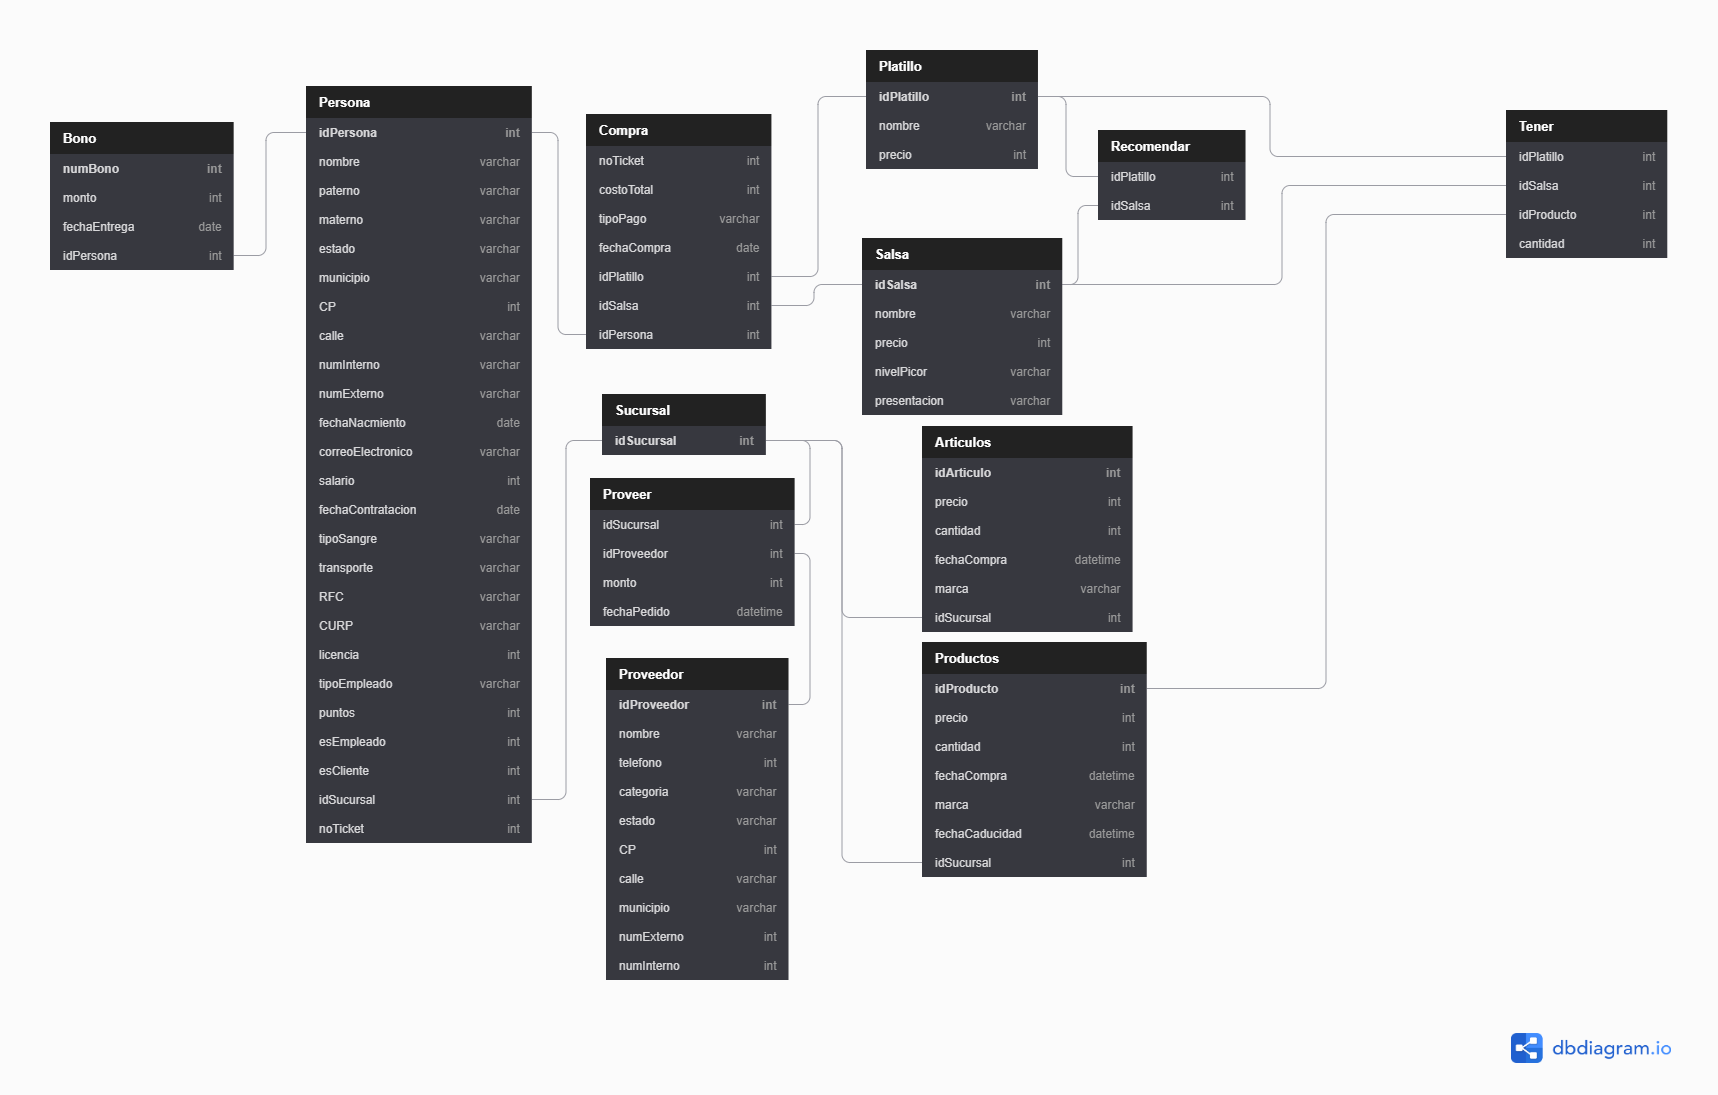 Bono
numBono int
monto int
fechaEntrega date
idPersona int
Persona
idPersona int
nombre varchar
paterno varchar
materno varchar
estado varchar
municipio varchar
CP int
calle varchar
numInterno varchar
numExterno varchar
fechaNacmiento date
correoElectronico varchar
salario int
fechaContratacion date
tipoSangre varchar
transporte varchar
RFC varchar
CURP varchar
licencia int
tipoEmpleado varchar
puntos int
esEmpleado int
esCliente int
idSucursal int
noTicket int
Compra
noTicket int
costoTotal int
tipoPago varchar
fechaCompra date
idPlatillo int
idSalsa int
idPersona int
Sucursal
idSucursal int
Proveer
idSucursal int
idProveedor int
monto int
fechaPedido datetime
Proveedor
idProveedor int
nombre varchar
telefono int
categoria varchar
estado varchar
CP int
calle varchar
municipio varchar
numExterno int
numInterno int
Platillo
idPlatillo int
nombre varchar
precio int
Salsa
idSalsa int
nombre varchar
precio int
nivelPicor varchar
presentacion varchar
Recomendar
idPlatillo int
idSalsa int
Articulos
idArticulo int
precio int
cantidad int
fechaCompra datetime
marca varchar
idSucursal int
Productos
idProducto int
precio int
cantidad int
fechaCompra datetime
marca varchar
fechaCaducidad datetime
idSucursal int
Tener
idPlatillo int
idSalsa int
idProducto int
cantidad int
dbdiagram.io